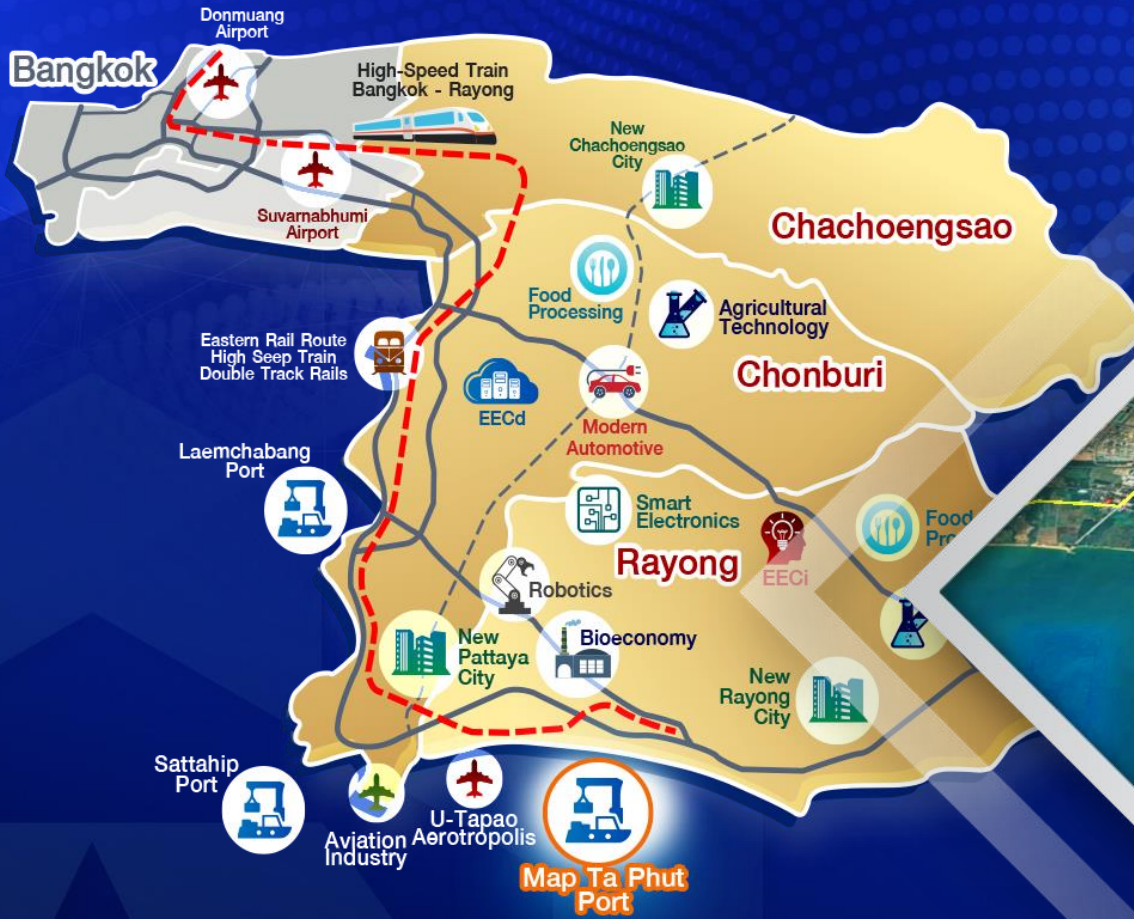 Donmuang
Airport
Bangkok
High-Speed Train
Bangkok - Rayong
New
Chachoengsao
City
Suvarnabhumi
Airport
Chachoengsao
Food
Processing
Agricultural
Technology
Eastern Rail Route
High Seep Train
Double Track Rails
EECd
Chonburi
Modern
Automotive
Laemchabang
Port
Smart
Electronics
Rayong
EECi
Food
Robotics
Bioeconomy
New
Pattaya
City
New
Rayong
City
Sattahip
Port
Aviation
Industry
U-Tapao
Aerotropolis
Map Ta Phut
Port